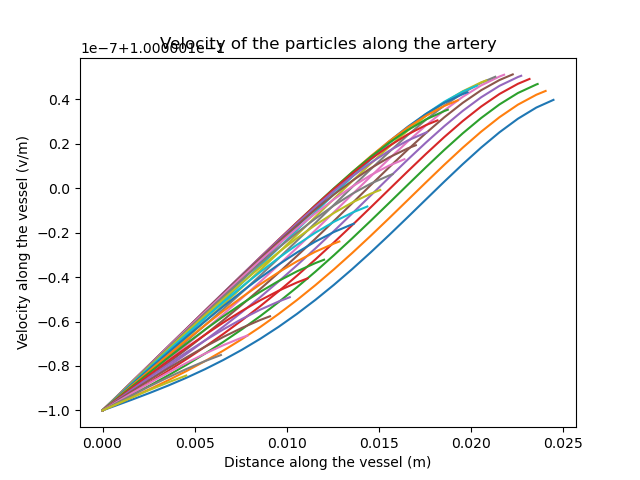 Velocity of the particles along the artery
1e−7+1.000001e−1
0.4
0.2
0.0
−0.2
−0.4
−0.6
−0.8
−1.0
Velocity along the vessel (v/m)
0.000 0.005 0.010 0.015 0.020 0.025
Distance along the vessel (m)